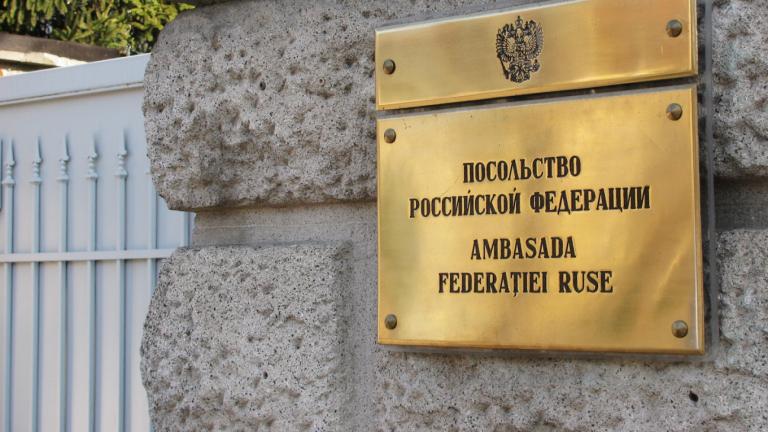 ПОСОЛЬСТВО
РОССИЙСКОЙ ФЕДЕРАЦИИ
AMBASADA
FEDERAȚIEI RUSE